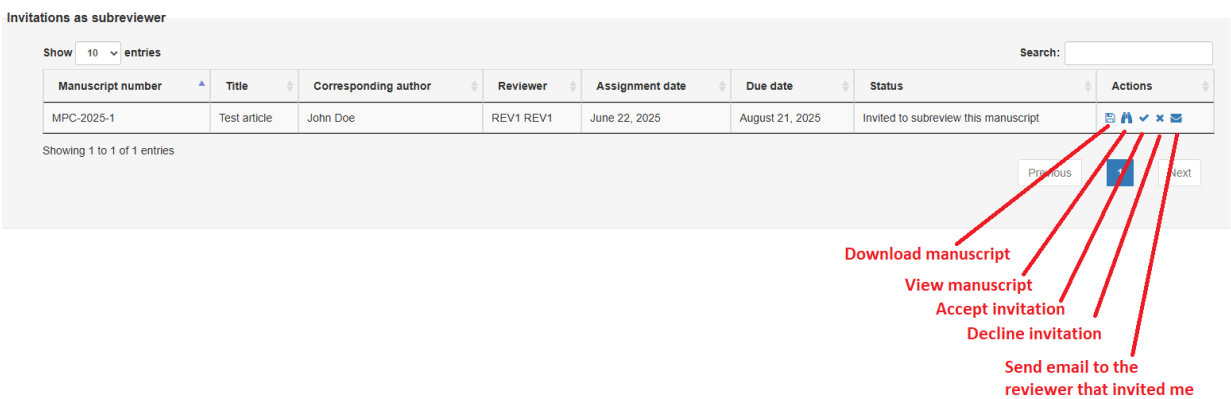 Invitations as subreviewer
Show 10 entries Search:
Manuscript number Title Corresponding author Reviewer Assignment date Due date Status Actions
MPC-2025-1 Test article John Doe REV1 REV1 June 22, 2025 August 21, 2025 Invited to subreview this manuscript
Showing 1 to 1 of 1 entries
Previous 1 Next
Download manuscript
View manuscript
Accept invitation
Decline invitation
Send email to the
reviewer that invited me